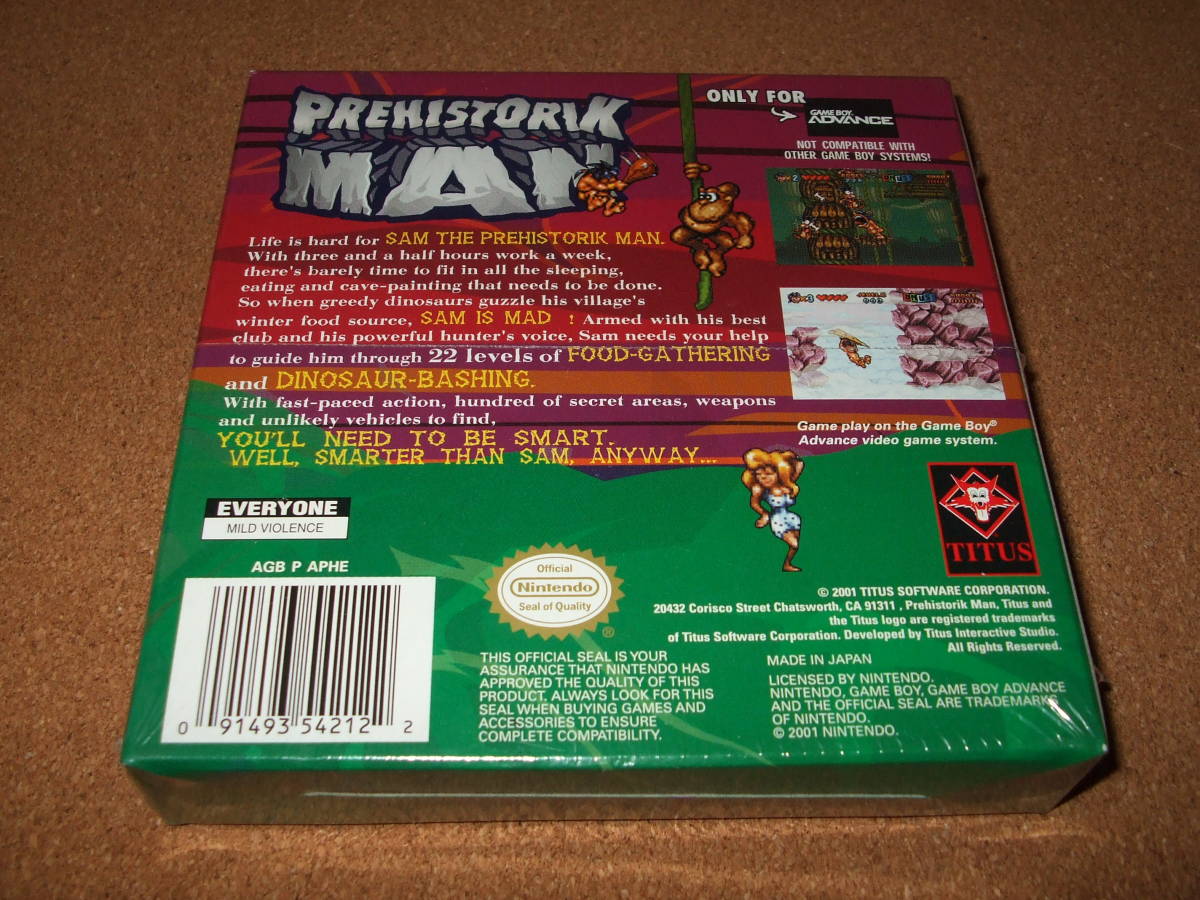 PREHISTORIK
MAN
ONLY FOR
GAME BOY
ADVANCE
NOT COMPATIBLE WITH
OTHER GAME BOY SYSTEMS!
Life is hard for SAM THE PREHISTORIK MAN.
With three and a half hours work a week,
there's barely time to fit in all the sleeping,
eating and cave-painting that needs to be done.
So when greedy dinosaurs guzzle his village's
winter food source, SAM IS MAD ! Armed with his best
club and his powerful hunter's voice, Sam needs your help
to guide him through 22 levels of FOOD-GATHERING
and DINOSAUR-BASHING.
With fast-paced action, hundred of secret areas, weapons
and unlikely vehicles to find,
YOU'LL NEED TO BE SMART.
WELL, SMARTER THAN SAM, ANYWAY...
Game play on the Game Boy®
Advance video game system.
TITUS
EVERYONE
MILD VIOLENCE
AGB P APHE
0 91493 54212 2
Official
Nintendo
Seal of Quality
®
THIS OFFICIAL SEAL IS YOUR
ASSURANCE THAT NINTENDO HAS
APPROVED THE QUALITY OF THIS
PRODUCT. ALWAYS LOOK FOR THIS
SEAL WHEN BUYING GAMES AND
ACCESSORIES TO ENSURE
COMPLETE COMPATIBILITY.
© 2001 TITUS SOFTWARE CORPORATION.
20432 Corisco Street Chatsworth, CA 91311 , Prehistorik Man, Titus and
the Titus logo are registered trademarks
of Titus Software Corporation. Developed by Titus Interactive Studio.
All Rights Reserved.
MADE IN JAPAN
LICENSED BY NINTENDO.
NINTENDO, GAME BOY, GAME BOY ADVANCE
AND THE OFFICIAL SEAL ARE TRADEMARKS
OF NINTENDO.
© 2001 NINTENDO.